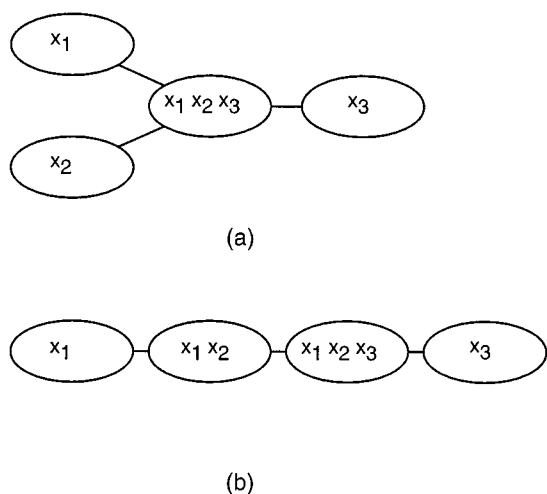 x₁
x₁ x₂ x₃ x₃
x₂
(a)
x₁ x₁ x₂ x₁ x₂ x₃ x₃
(b)